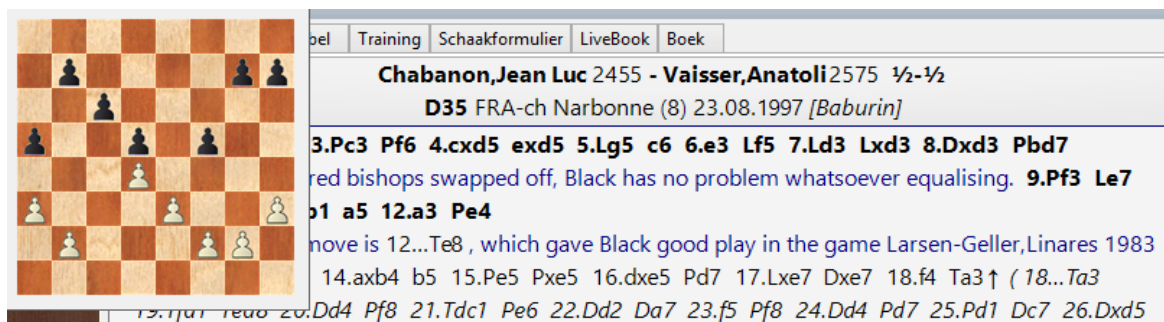 bel Training Schaakformulier LiveBook Boek
Chabanon,Jean Luc 2455 - Vaisser,Anatoli 2575 ½-½
D35 FRA-ch Narbonne (8) 23.08.1997 [Baburin]
3.Pc3 Pf6 4.cxd5 exd5 5.Lg5 c6 6.e3 Lf5 7.Ld3 Lxd3 8.Dxd3 Pbd7
red bishops swapped off, Black has no problem whatsoever equalising. 9.Pf3 Le7
b1 a5 12.a3 Pe4
move is 12...Te8 , which gave Black good play in the game Larsen-Geller,Linares 1983
14.axb4 b5 15.Pe5 Pxe5 16.dxe5 Pd7 17.Lxe7 Dxe7 18.f4 Ta3↑ ( 18...Ta3
20.Dd4 Pf8 21.Tdc1 Pe6 22.Dd2 Da7 23.f5 Pf8 24.Dd4 Pd7 25.Pd1 Dc7 26.Dxd5